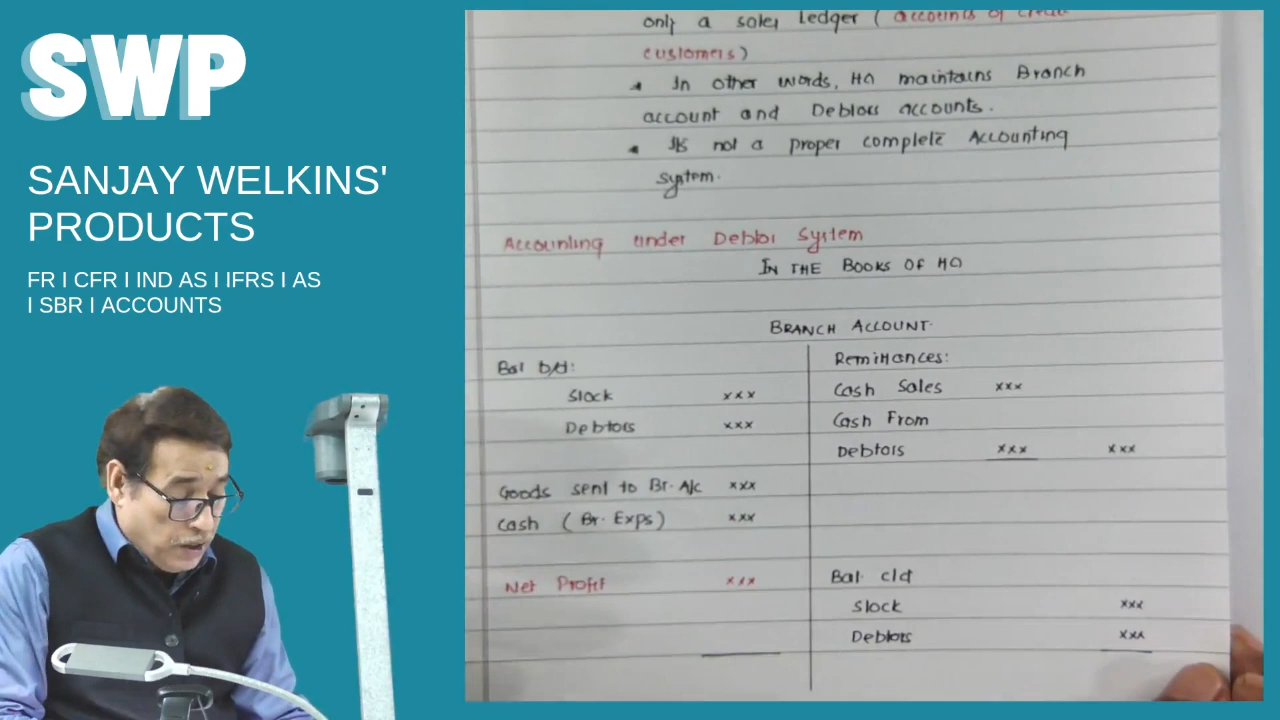 SWP
SANJAY WELKINS'
PRODUCTS
FR I CFR I IND AS I IFRS I AS
I SBR I ACCOUNTS
only a sales Ledger ( accounts of credit
customers)
In other words, HO maintains Branch
account and Debtors accounts.
It's not a proper complete Accounting
system.
Accounting under Debtor System
IN THE BOOKS OF HO
BRANCH ACCOUNT
Bal b/d:
Stock xxx
Debtors xxx
Goods sent to Br. A/c xxx
Cash ( Br. Exps) xxx
Net Profit xxx
Remittances:
Cash Sales xxx
Cash From
Debtors xxx xxx
Bal c/d
Stock xxx
Debtors xxx